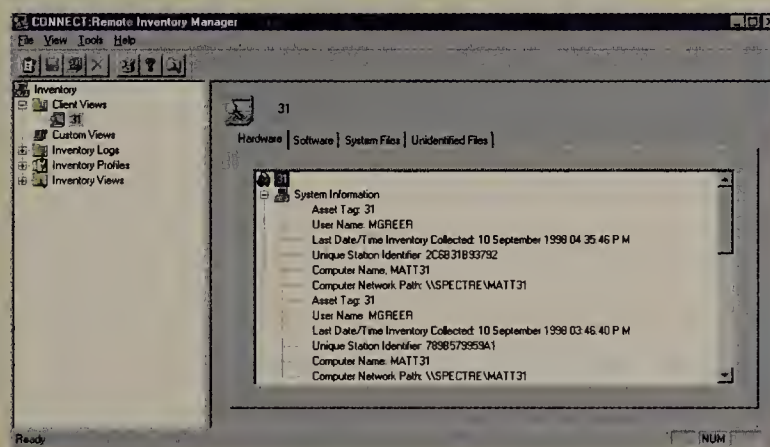 CONNECT:Remote Inventory Manager
File View Tools Help
Inventory
Client Views
31
Custom Views
Inventory Logs
Inventory Profiles
Inventory Views
31
Hardware Software System Files Unidentified Files
31
System Information
Asset Tag: 31
User Name: MGREER
Last Date/Time Inventory Collected: 10 September 1998 04:35:46 P M
Unique Station Identifier: 2C6B31B93792
Computer Name: MATT31
Computer Network Path: \\SPECTRE\MATT31
Asset Tag: 31
User Name: MGREER
Last Date/Time Inventory Collected: 10 September 1998 03:46:40 P M
Unique Station Identifier: 7898579959A1
Computer Name: MATT31
Computer Network Path: \\SPECTRE\MATT31
Ready
NUM